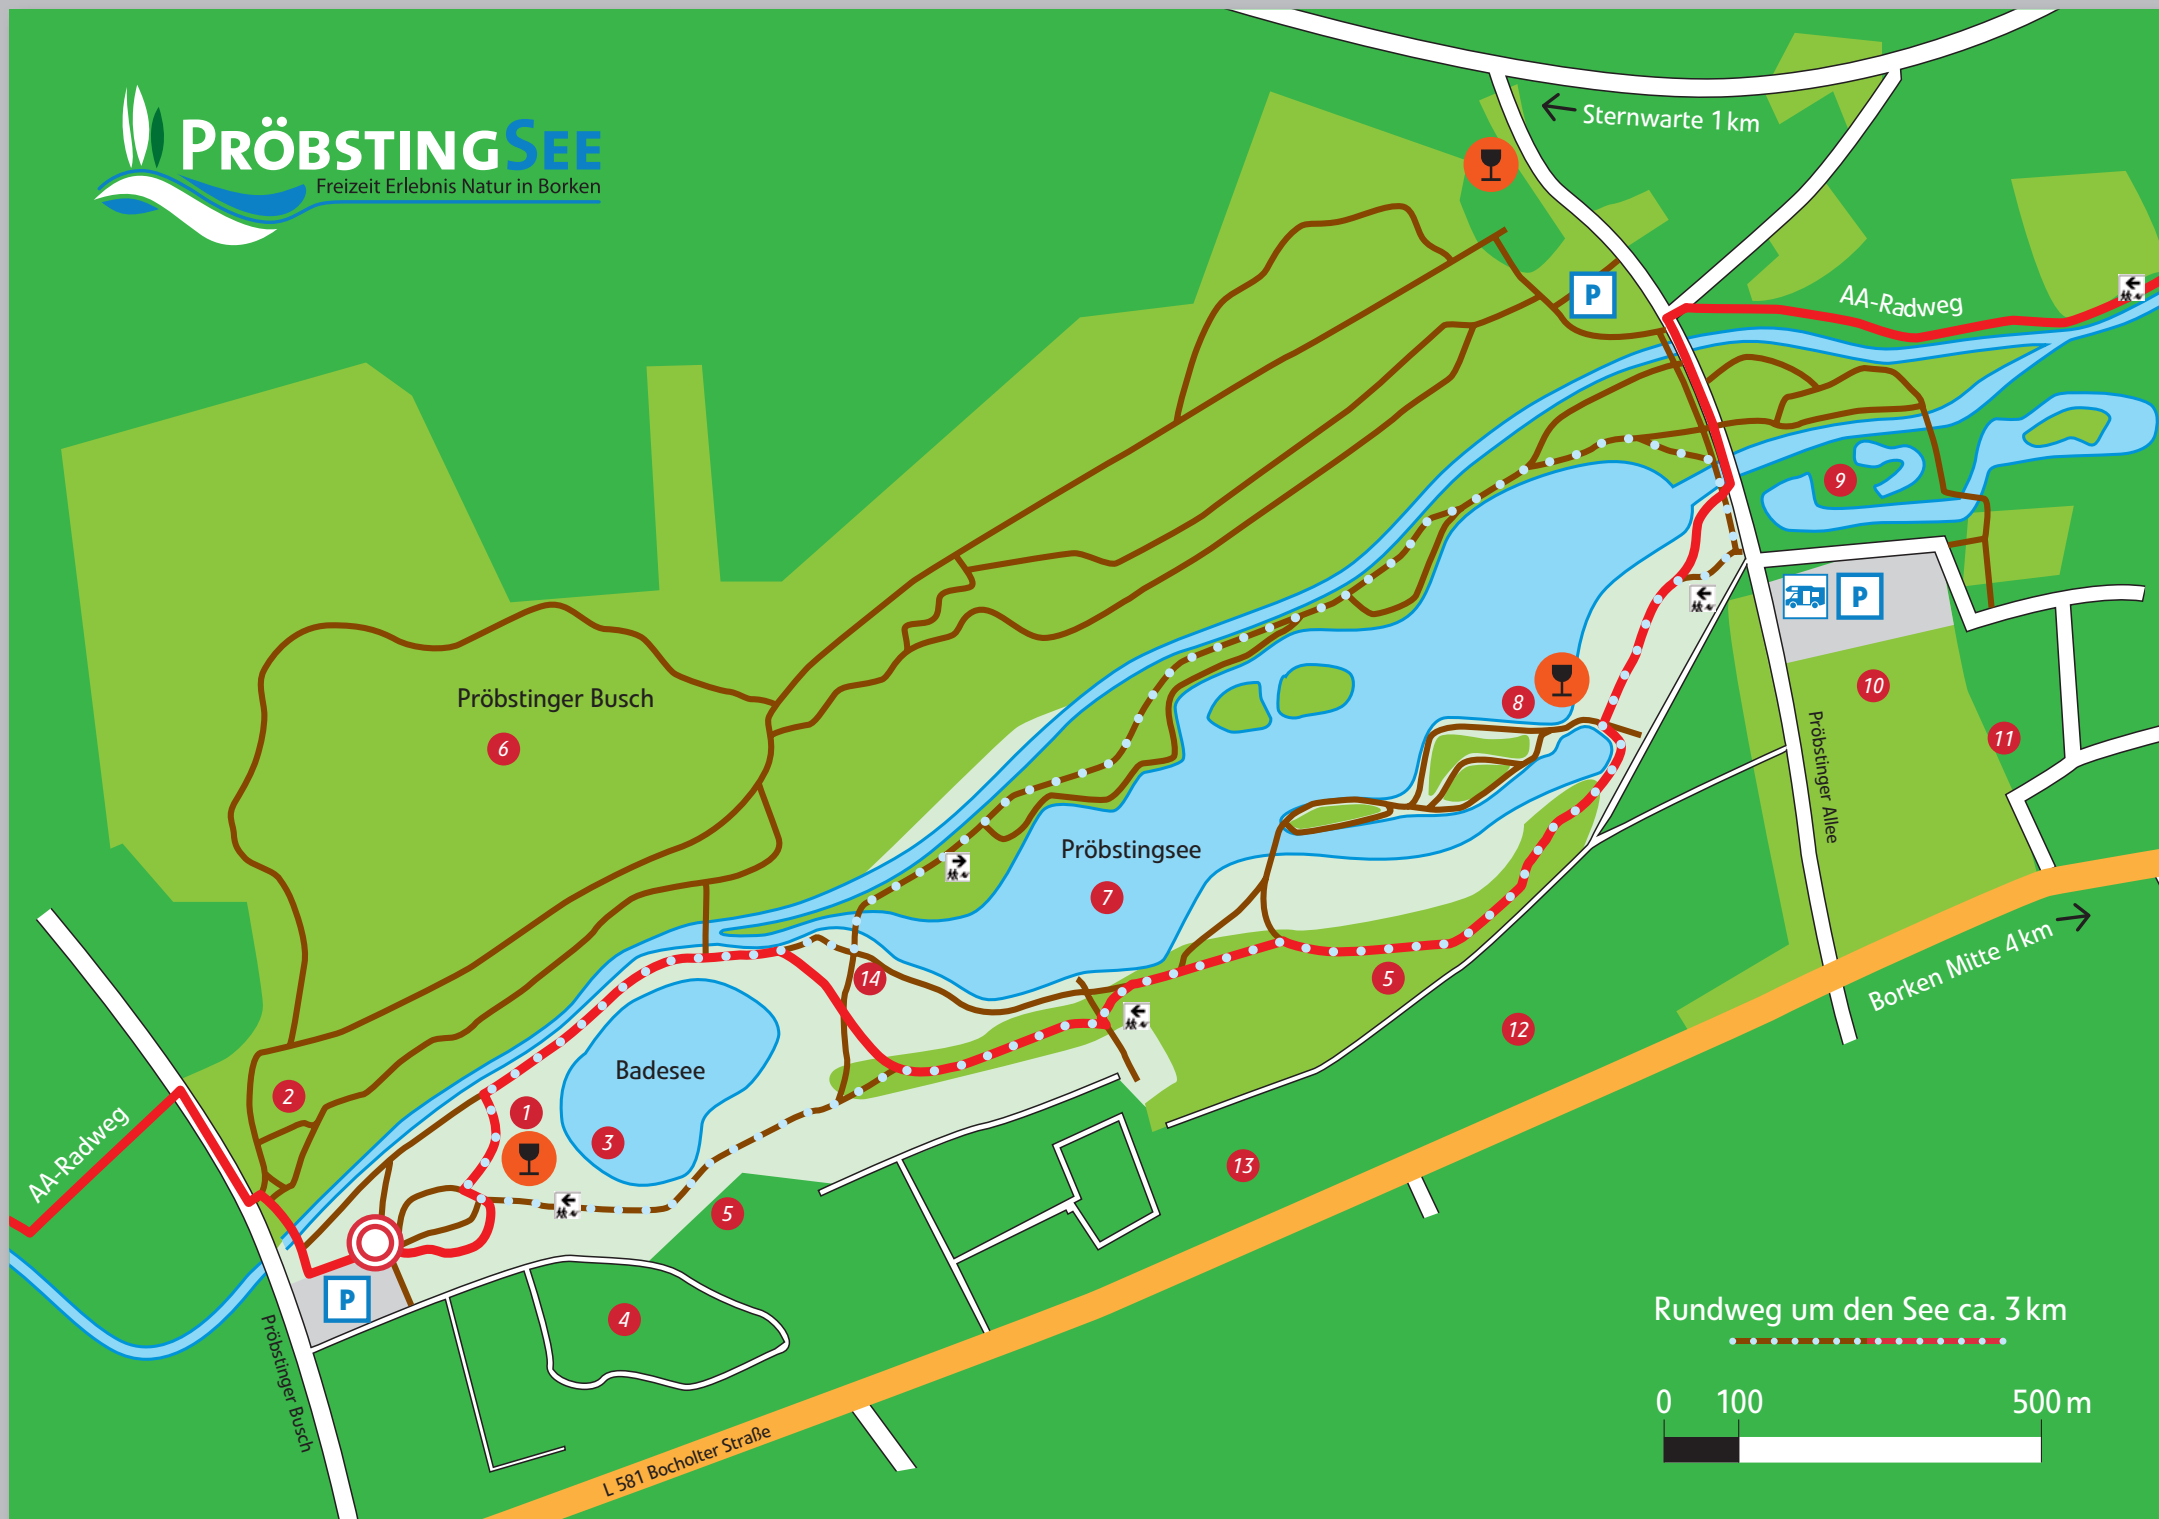 PRÖBSTINGSEE
Freizeit Erlebnis Natur in Borken
Sternwarte 1 km
P
AA-Radweg
9
Pröbstinger Busch
6
P
8
10
11
Pröbstinger Allee
Pröbstingsee
7
14
5
Borken Mitte 4 km
12
Badesee
2
1
3
AA-Radweg
13
5
P
4
Pröbstinger Busch
L 581 Bocholter Straße
Rundweg um den See ca. 3 km
0 100 500 m